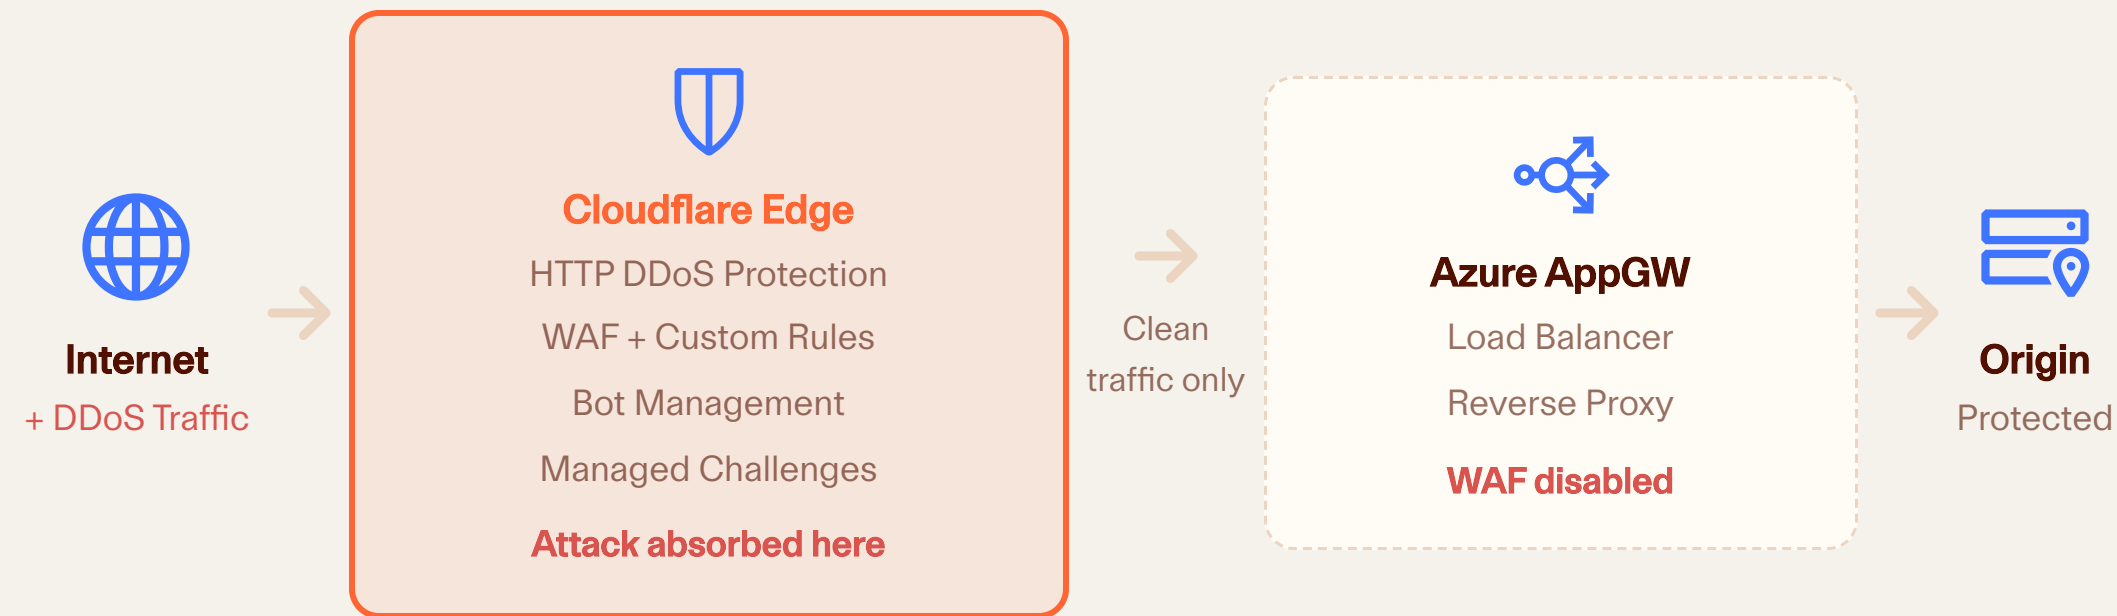 Internet
+ DDoS Traffic
Cloudflare Edge
HTTP DDoS Protection
WAF + Custom Rules
Bot Management
Managed Challenges
Attack absorbed here
Clean
traffic only
Azure AppGW
Load Balancer
Reverse Proxy
WAF disabled
Origin
Protected